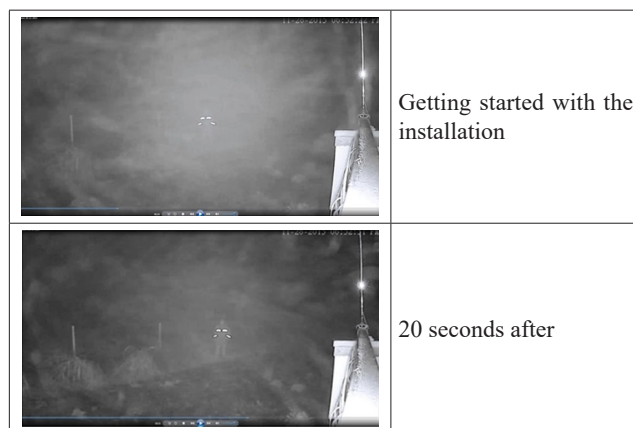 Getting started with the
installation
20 seconds after